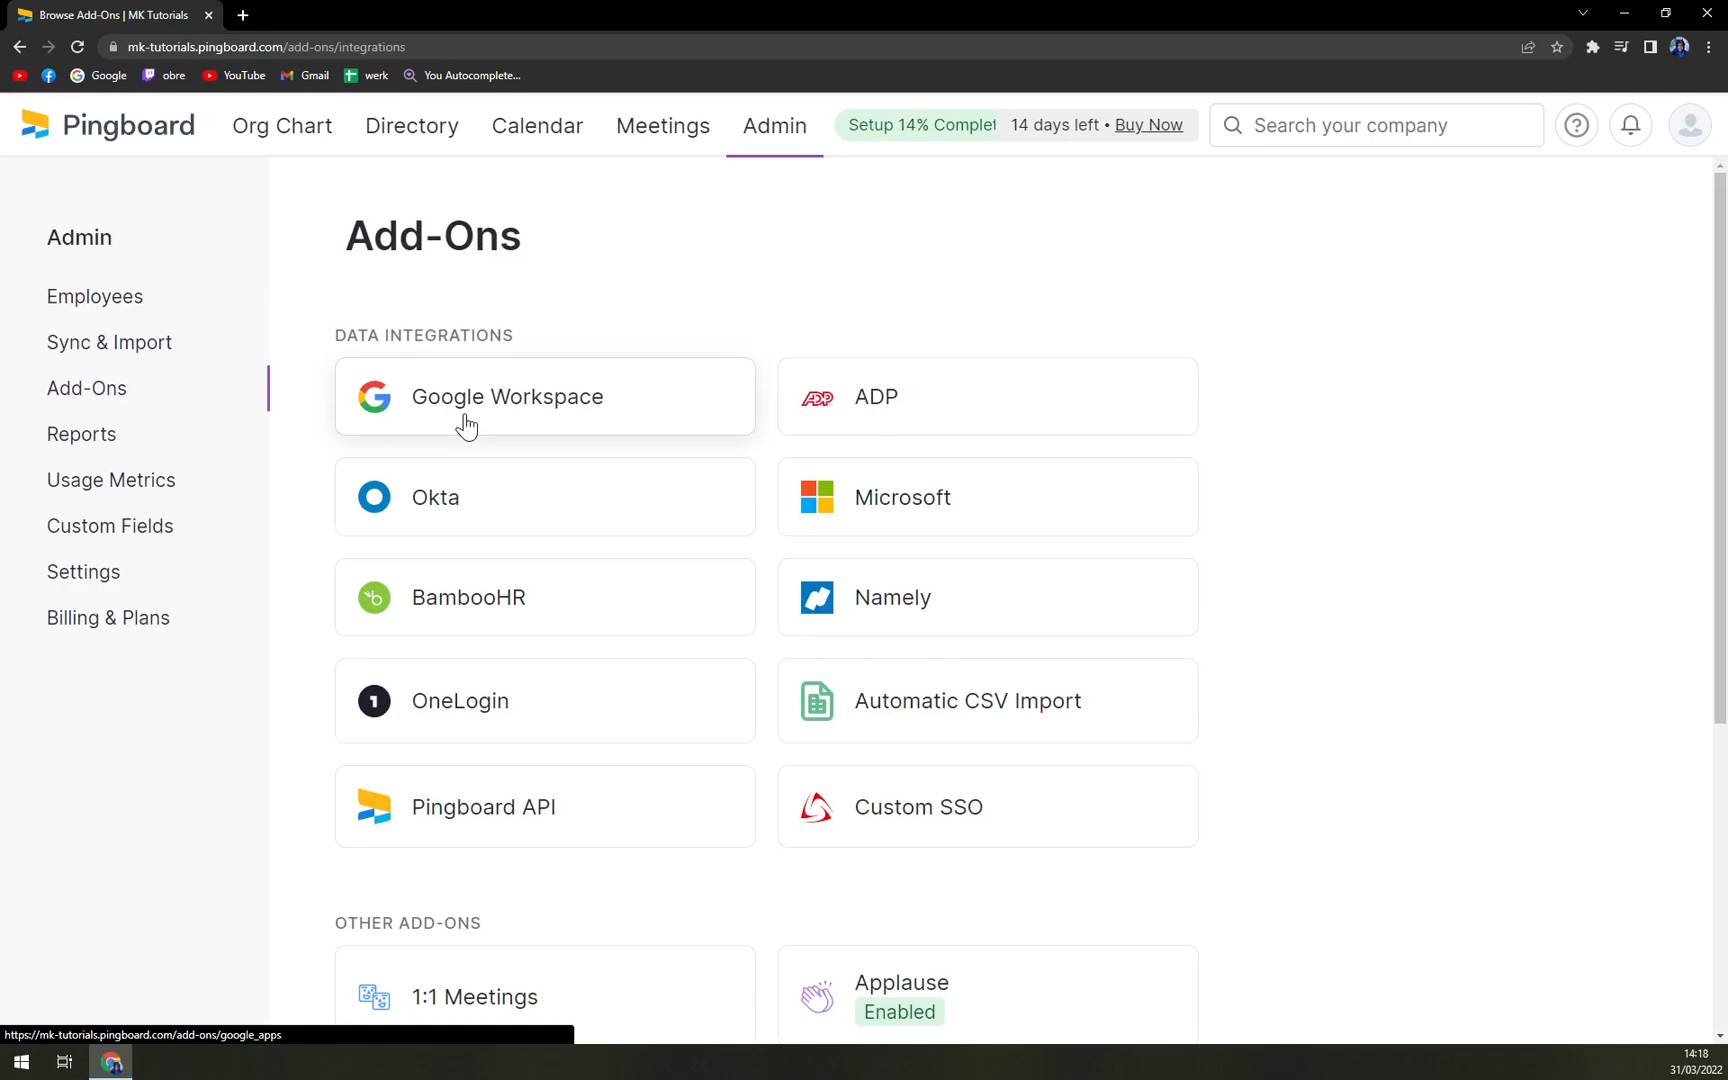 Browse Add-Ons | MK Tutorials
mk-tutorials.pingboard.com/add-ons/integrations
Google
obre
YouTube
Gmail
werk
You Autocomplete...
Pingboard
Org Chart
Directory
Calendar
Meetings
Admin
Setup 14% Complet
14 days left • Buy Now
Search your company
Admin
Employees
Sync & Import
Add-Ons
Reports
Usage Metrics
Custom Fields
Settings
Billing & Plans
Add-Ons
DATA INTEGRATIONS
Google Workspace
ADP
ADP
Okta
Microsoft
BambooHR
Namely
OneLogin
Automatic CSV Import
Pingboard API
Custom SSO
OTHER ADD-ONS
1:1 Meetings
Applause
Enabled
https://mk-tutorials.pingboard.com/add-ons/google_apps
14:18
31/03/2022